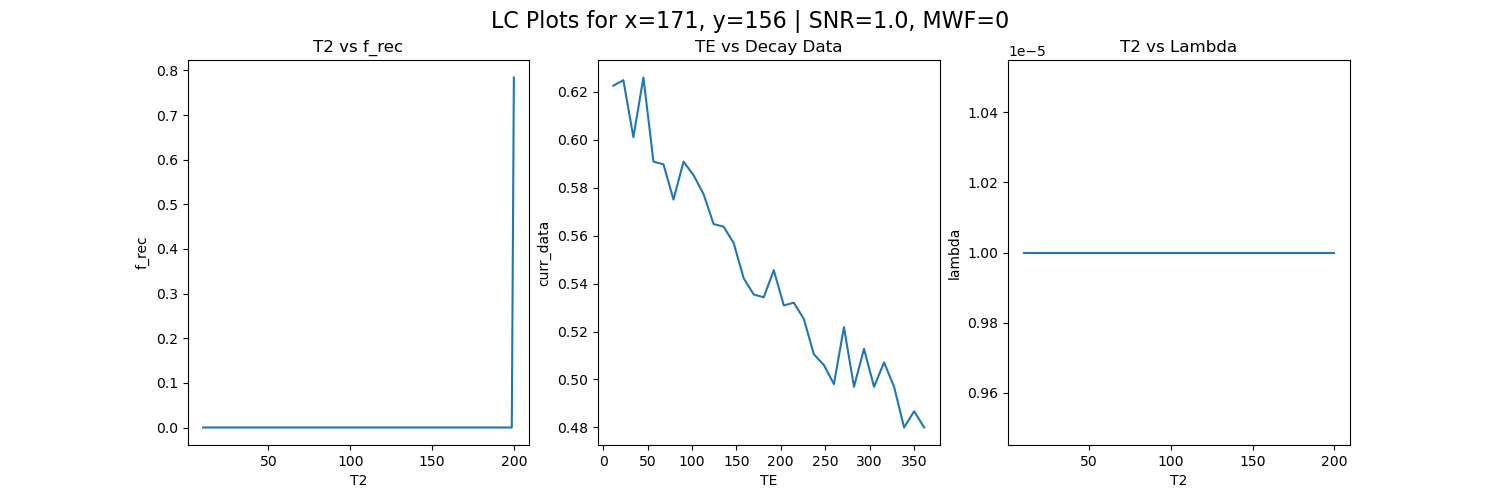 LC Plots for x=171, y=156 | SNR=1.0, MWF=0
T2 vs f_rec
f_rec
0.8
0.7
0.6
0.5
0.4
0.3
0.2
0.1
0.0
50 100 150 200
T2
TE vs Decay Data
curr_data
0.62
0.60
0.58
0.56
0.54
0.52
0.50
0.48
0 50 100 150 200 250 300 350
TE
T2 vs Lambda
1e−5
lambda
1.04
1.02
1.00
0.98
0.96
50 100 150 200
T2